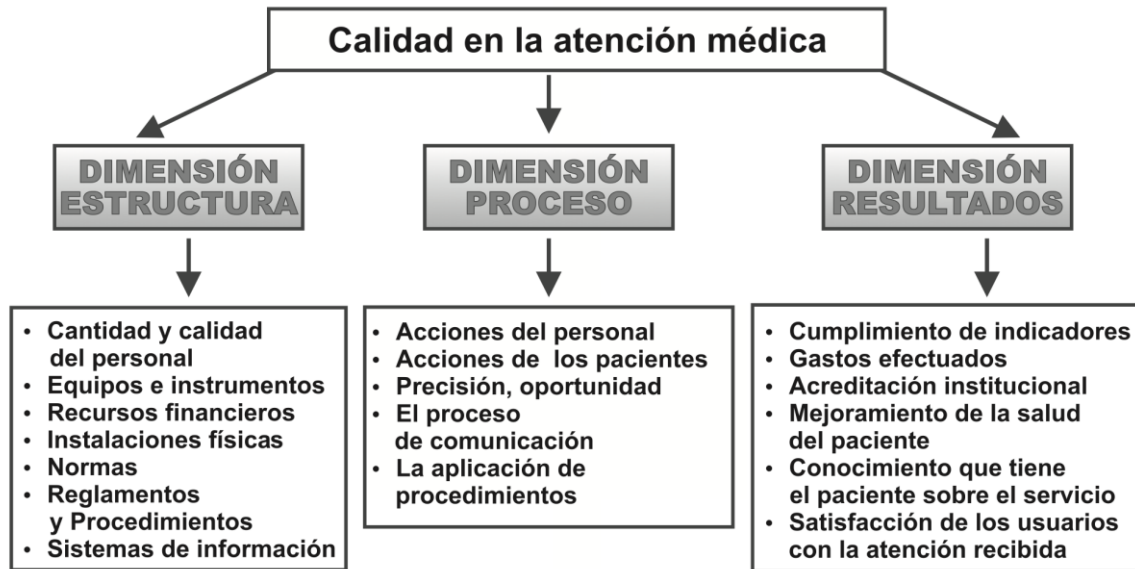 Calidad en la atención médica
DIMENSIÓN
ESTRUCTURA
DIMENSIÓN
PROCESO
DIMENSIÓN
RESULTADOS
• Cantidad y calidad
del personal
• Equipos e instrumentos
• Recursos financieros
• Instalaciones físicas
• Normas
• Reglamentos
y Procedimientos
• Sistemas de información
• Acciones del personal
• Acciones de los pacientes
• Precisión, oportunidad
• El proceso
de comunicación
• La aplicación de
procedimientos
• Cumplimiento de indicadores
• Gastos efectuados
• Acreditación institucional
• Mejoramiento de la salud
del paciente
• Conocimiento que tiene
el paciente sobre el servicio
• Satisfacción de los usuarios
con la atención recibida